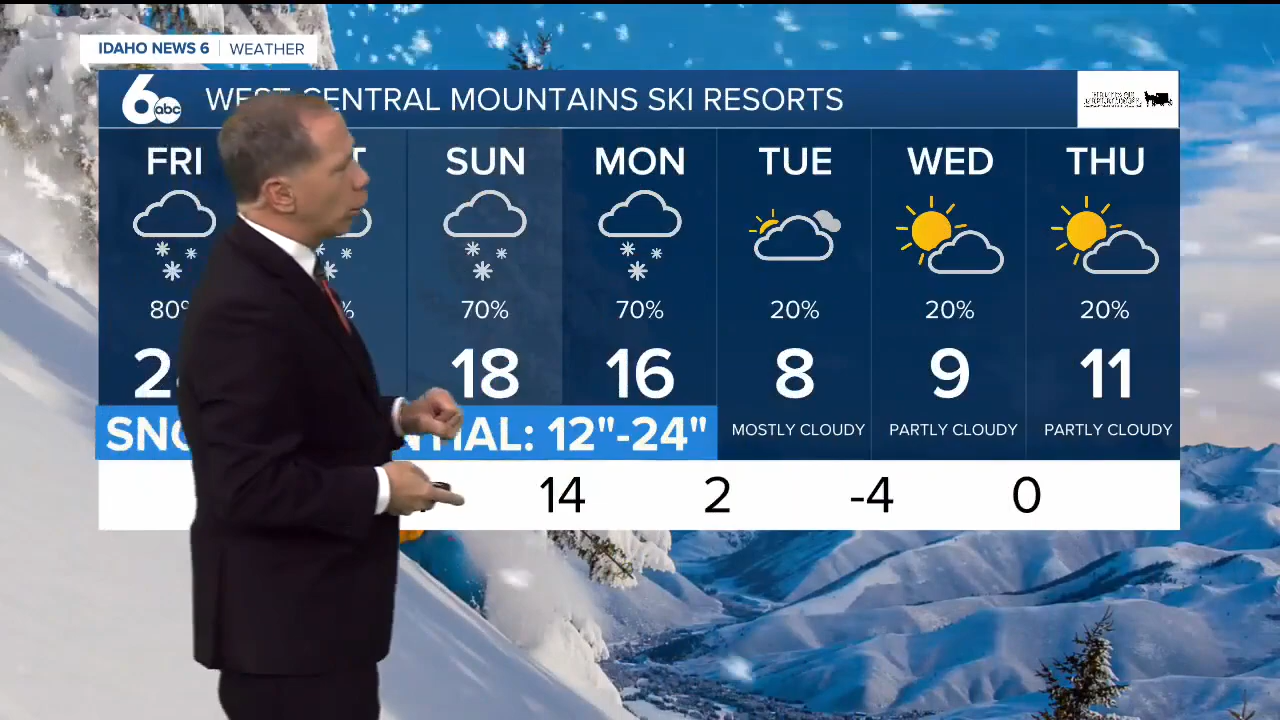 IDAHO NEWS 6 | WEATHER
6 abc WEST CENTRAL MOUNTAINS SKI RESORTS
FRI SUN MON TUE WED THU
70% 70% 20% 20% 20%
18 16 8 9 11
12"-24" MOSTLY CLOUDY PARTLY CLOUDY PARTLY CLOUDY
14 2 -4 0